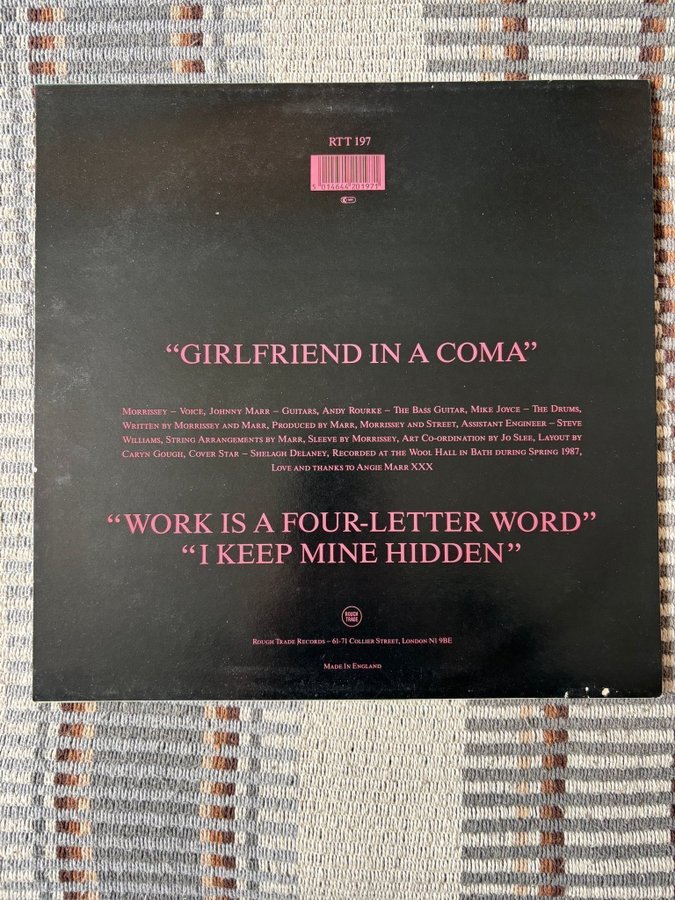 RTT 197
5 014644 701971
“GIRLFRIEND IN A COMA”
MORRISSEY – VOICE, JOHNNY MARR – GUITARS, ANDY ROURKE – THE BASS GUITAR, MIKE JOYCE – THE DRUMS,
WRITTEN BY MORRISSEY AND MARR, PRODUCED BY MARR, MORRISSEY AND STREET, ASSISTANT ENGINEER – STEVE
WILLIAMS, STRING ARRANGEMENTS BY MARR, SLEEVE BY MORRISSEY, ART CO-ORDINATION BY JO SLEE, LAYOUT BY
CARYN GOUGH, COVER STAR – SHELAGH DELANEY, RECORDED AT THE WOOL HALL IN BATH DURING SPRING 1987,
LOVE AND THANKS TO ANGIE MARR XXX
“WORK IS A FOUR-LETTER WORD”
“I KEEP MINE HIDDEN”
ROUGH
TRADE
ROUGH TRADE RECORDS – 61-71 COLLIER STREET, LONDON N1 9BE
MADE IN ENGLAND